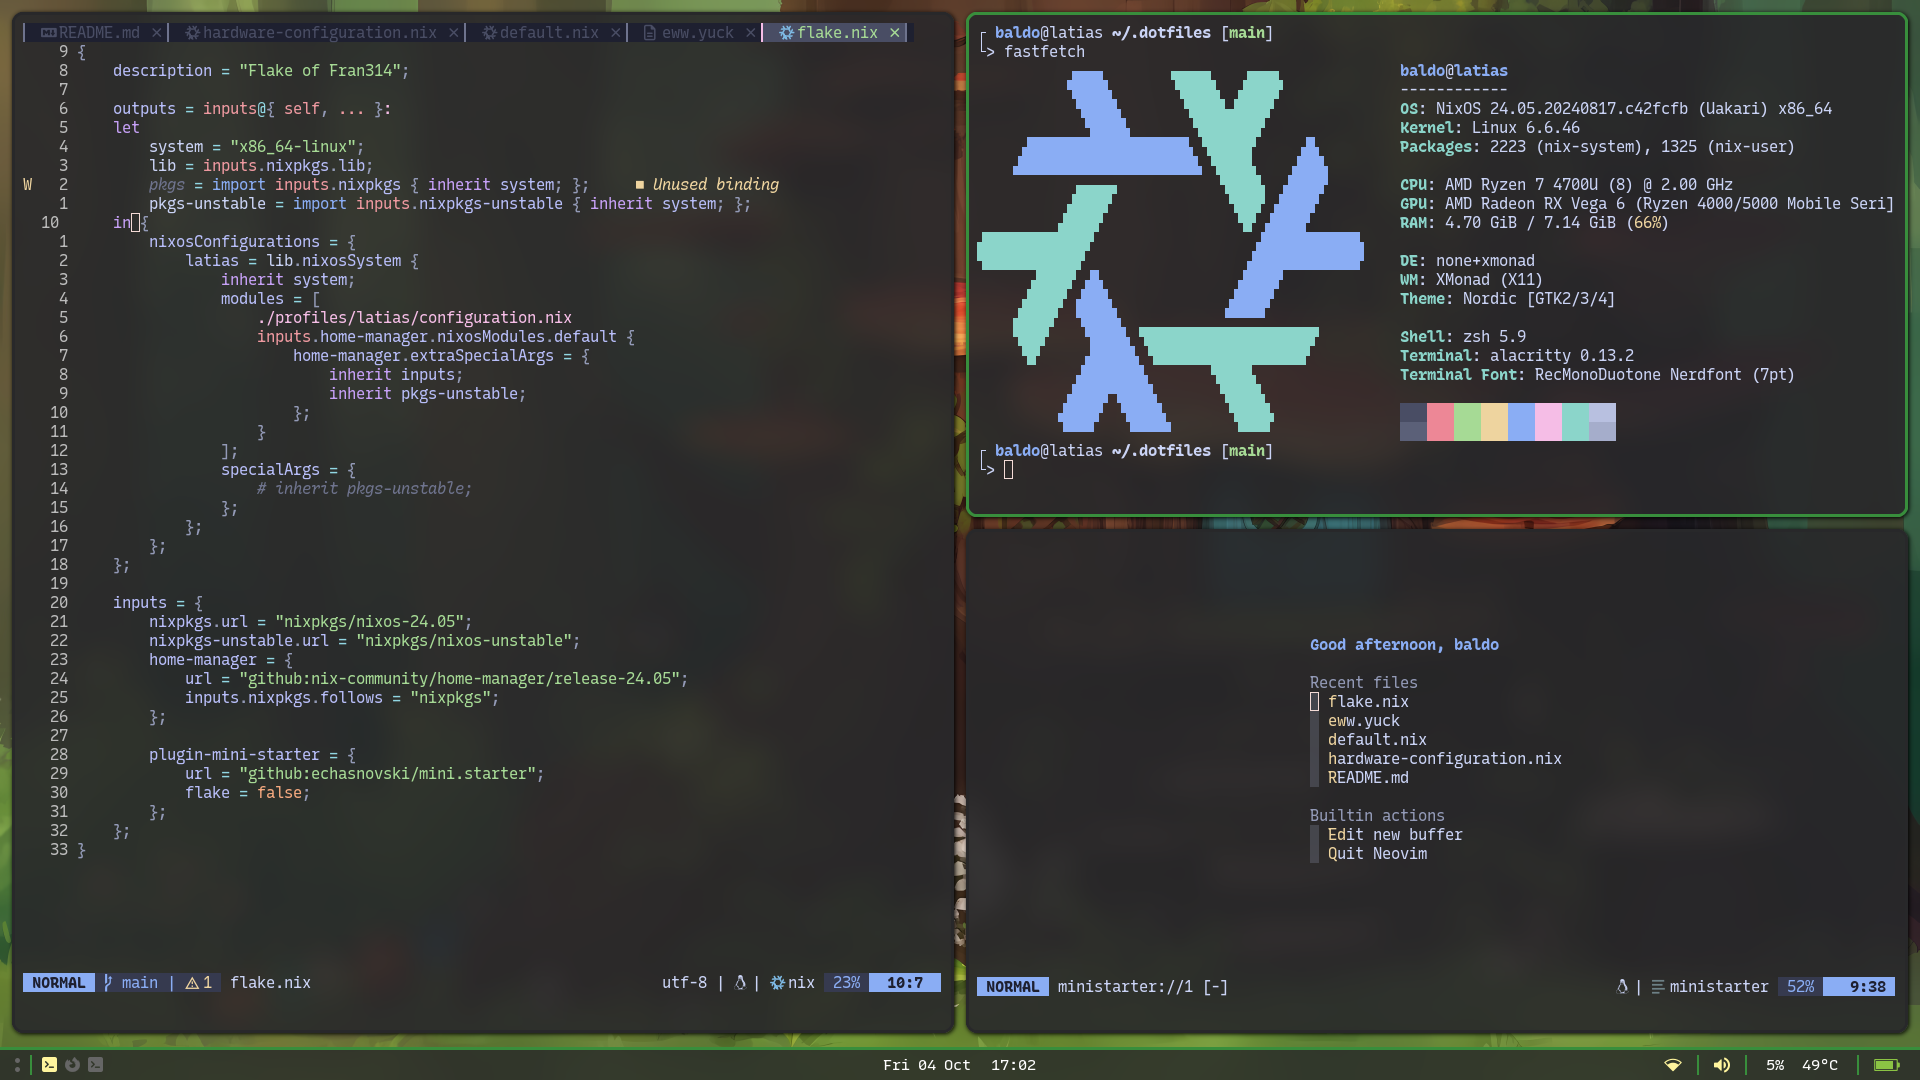 README.md ✕ hardware-configuration.nix ✕ default.nix ✕ eww.yuck ✕ flake.nix ✕
9 {
8 description = "Flake of Fran314";
7
6 outputs = inputs@{ self, ... }:
5 let
4 system = "x86_64-linux";
3 lib = inputs.nixpkgs.lib;
W 2 pkgs = import inputs.nixpkgs { inherit system; }; ■ Unused binding
1 pkgs-unstable = import inputs.nixpkgs-unstable { inherit system; };
10 in {
1 nixosConfigurations = {
2 latias = lib.nixosSystem {
3 inherit system;
4 modules = [
5 ./profiles/latias/configuration.nix
6 inputs.home-manager.nixosModules.default {
7 home-manager.extraSpecialArgs = {
8 inherit inputs;
9 inherit pkgs-unstable;
10 };
11 }
12 ];
13 specialArgs = {
14 # inherit pkgs-unstable;
15 };
16 };
17 };
18 };
19
20 inputs = {
21 nixpkgs.url = "nixpkgs/nixos-24.05";
22 nixpkgs-unstable.url = "nixpkgs/nixos-unstable";
23 home-manager = {
24 url = "github:nix-community/home-manager/release-24.05";
25 inputs.nixpkgs.follows = "nixpkgs";
26 };
27
28 plugin-mini-starter = {
29 url = "github:echasnovski/mini.starter";
30 flake = false;
31 };
32 };
33 }
NORMAL main | ⚠ 1 flake.nix utf-8 | | nix 23% 10:7
baldo@latias ~/.dotfiles [main]
> fastfetch
baldo@latias
------------
OS: NixOS 24.05.20240817.c42fcfb (Uakari) x86_64
Kernel: Linux 6.6.46
Packages: 2223 (nix-system), 1325 (nix-user)
CPU: AMD Ryzen 7 4700U (8) @ 2.00 GHz
GPU: AMD Radeon RX Vega 6 (Ryzen 4000/5000 Mobile Seri]
RAM: 4.70 GiB / 7.14 GiB (66%)
DE: none+xmonad
WM: XMonad (X11)
Theme: Nordic [GTK2/3/4]
Shell: zsh 5.9
Terminal: alacritty 0.13.2
Terminal Font: RecMonoDuotone Nerdfont (7pt)
baldo@latias ~/.dotfiles [main]
>
Good afternoon, baldo
Recent files
flake.nix
eww.yuck
default.nix
hardware-configuration.nix
README.md
Builtin actions
Edit new buffer
Quit Neovim
NORMAL ministarter://1 [-] | ministarter 52% 9:38
Fri 04 Oct 17:02
5% 49°C